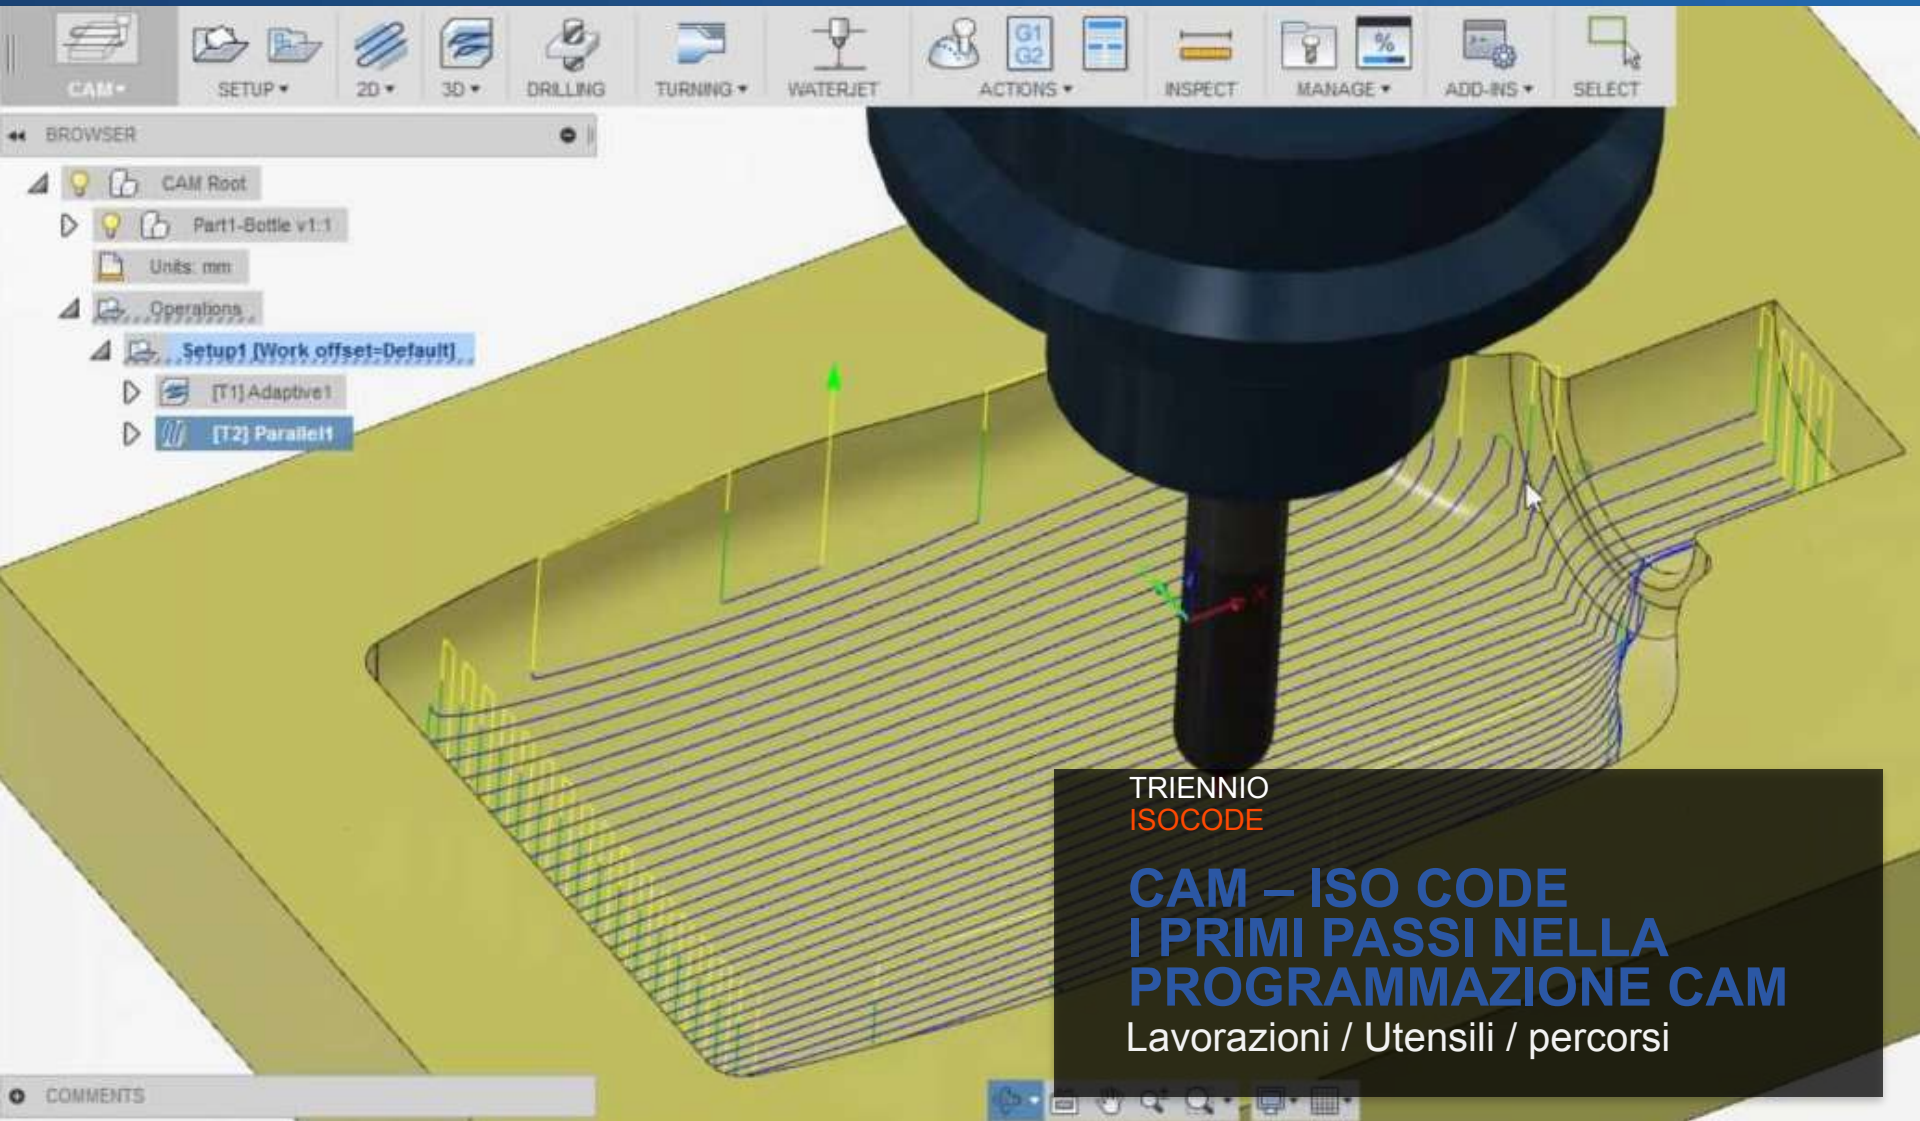 CAM
SETUP
2D
3D
DRILLING
TURNING
WATERJET
G1
G2
ACTIONS
INSPECT
%
MANAGE
ADD-INS
SELECT
BROWSER
CAM Root
Part1-Bottle v1:1
Units: mm
Operations
Setup1 [Work offset=Default]
[T1] Adaptive1
[T2] Parallel1
X
TRIENNIO
ISOCODE
CAM – ISO CODE
I PRIMI PASSI NELLA
PROGRAMMAZIONE CAM
Lavorazioni / Utensili / percorsi
COMMENTS